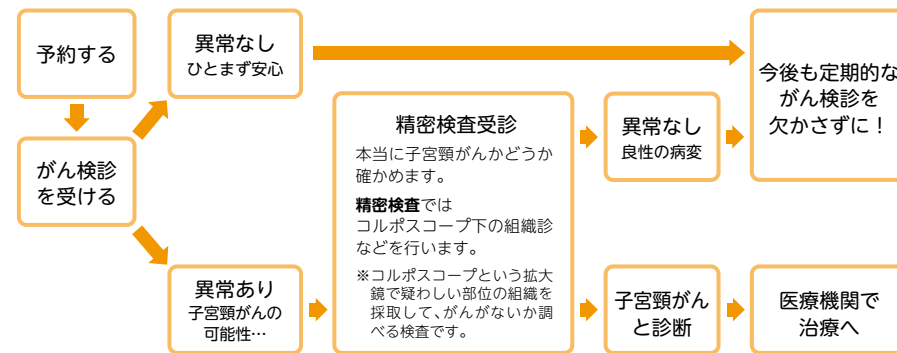 予約する
がん検診
を受ける
異常なし
ひとまず安心
異常あり
子宮頸がんの
可能性…
精密検査受診
本当に子宮頸がんかどうか
確かめます。
精密検査では
コルポスコープ下の組織診
などを行います。
※コルポスコープという拡大
鏡で疑わしい部位の組織を
採取して、がんがないか調
べる検査です。
異常なし
良性の病変
子宮頸がん
と診断
今後も定期的な
がん検診を
欠かさずに！
医療機関で
治療へ